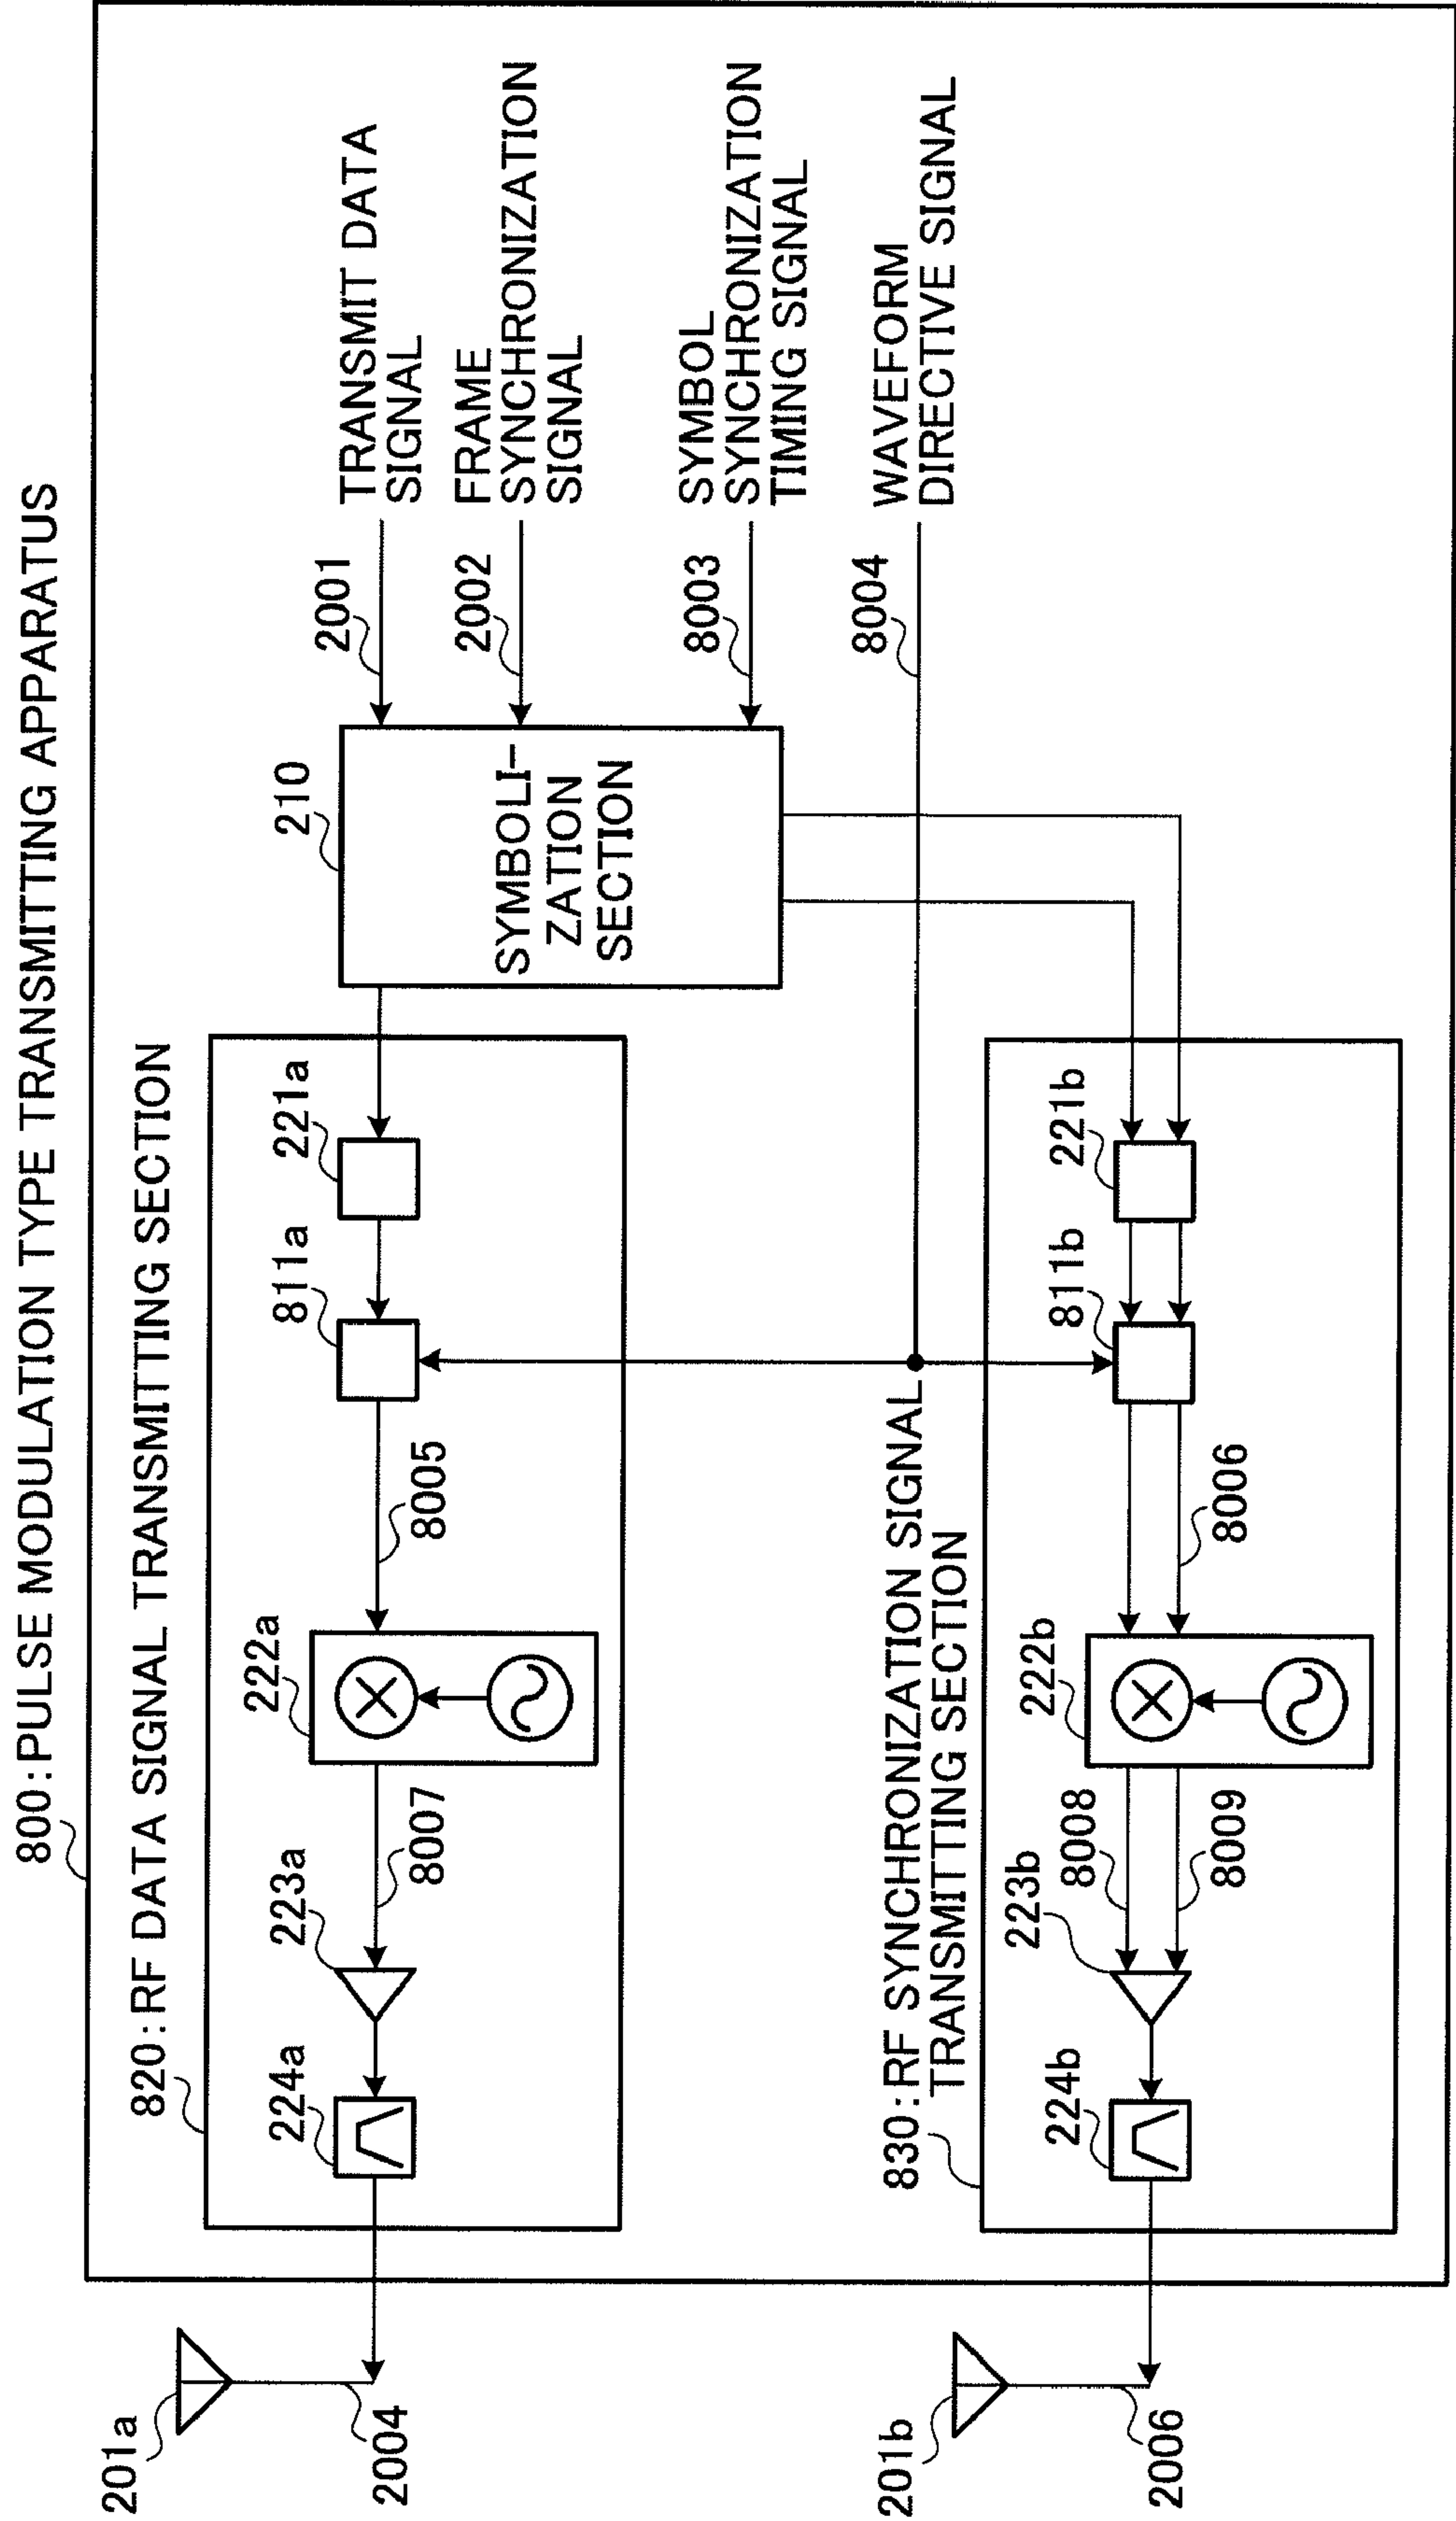 800:PULSE MODULATION TYPE TRANSMITTING APPARATUS
820:RF DATA SIGNAL TRANSMITTING SECTION
201a
2004
224a
223a
8007
222a
8005
811a
221a
210
SYMBOLI-
ZATION
SECTION
2001
TRANSMIT DATA
SIGNAL
2002
FRAME
SYNCHRONIZATION
SIGNAL
8003
SYMBOL
SYNCHRONIZATION
TIMING SIGNAL
8004
WAVEFORM
DIRECTIVE SIGNAL
830:RF SYNCHRONIZATION SIGNAL
TRANSMITTING SECTION
201b
2006
224b
223b
8008
8009
222b
8006
811b
221b